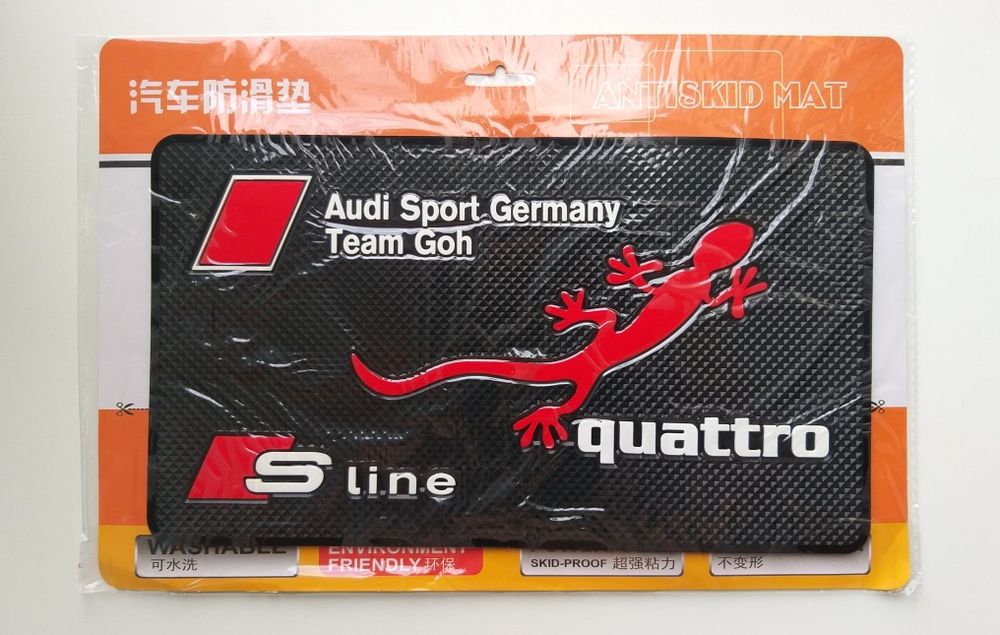 汽车防滑垫
ANTISKID MAT
Audi Sport Germany
Team Goh
quattro
S line
WASHABLE
可水洗
ENVIRONMENT
FRIENDLY 环保
SKID-PROOF 超强粘力
不变形